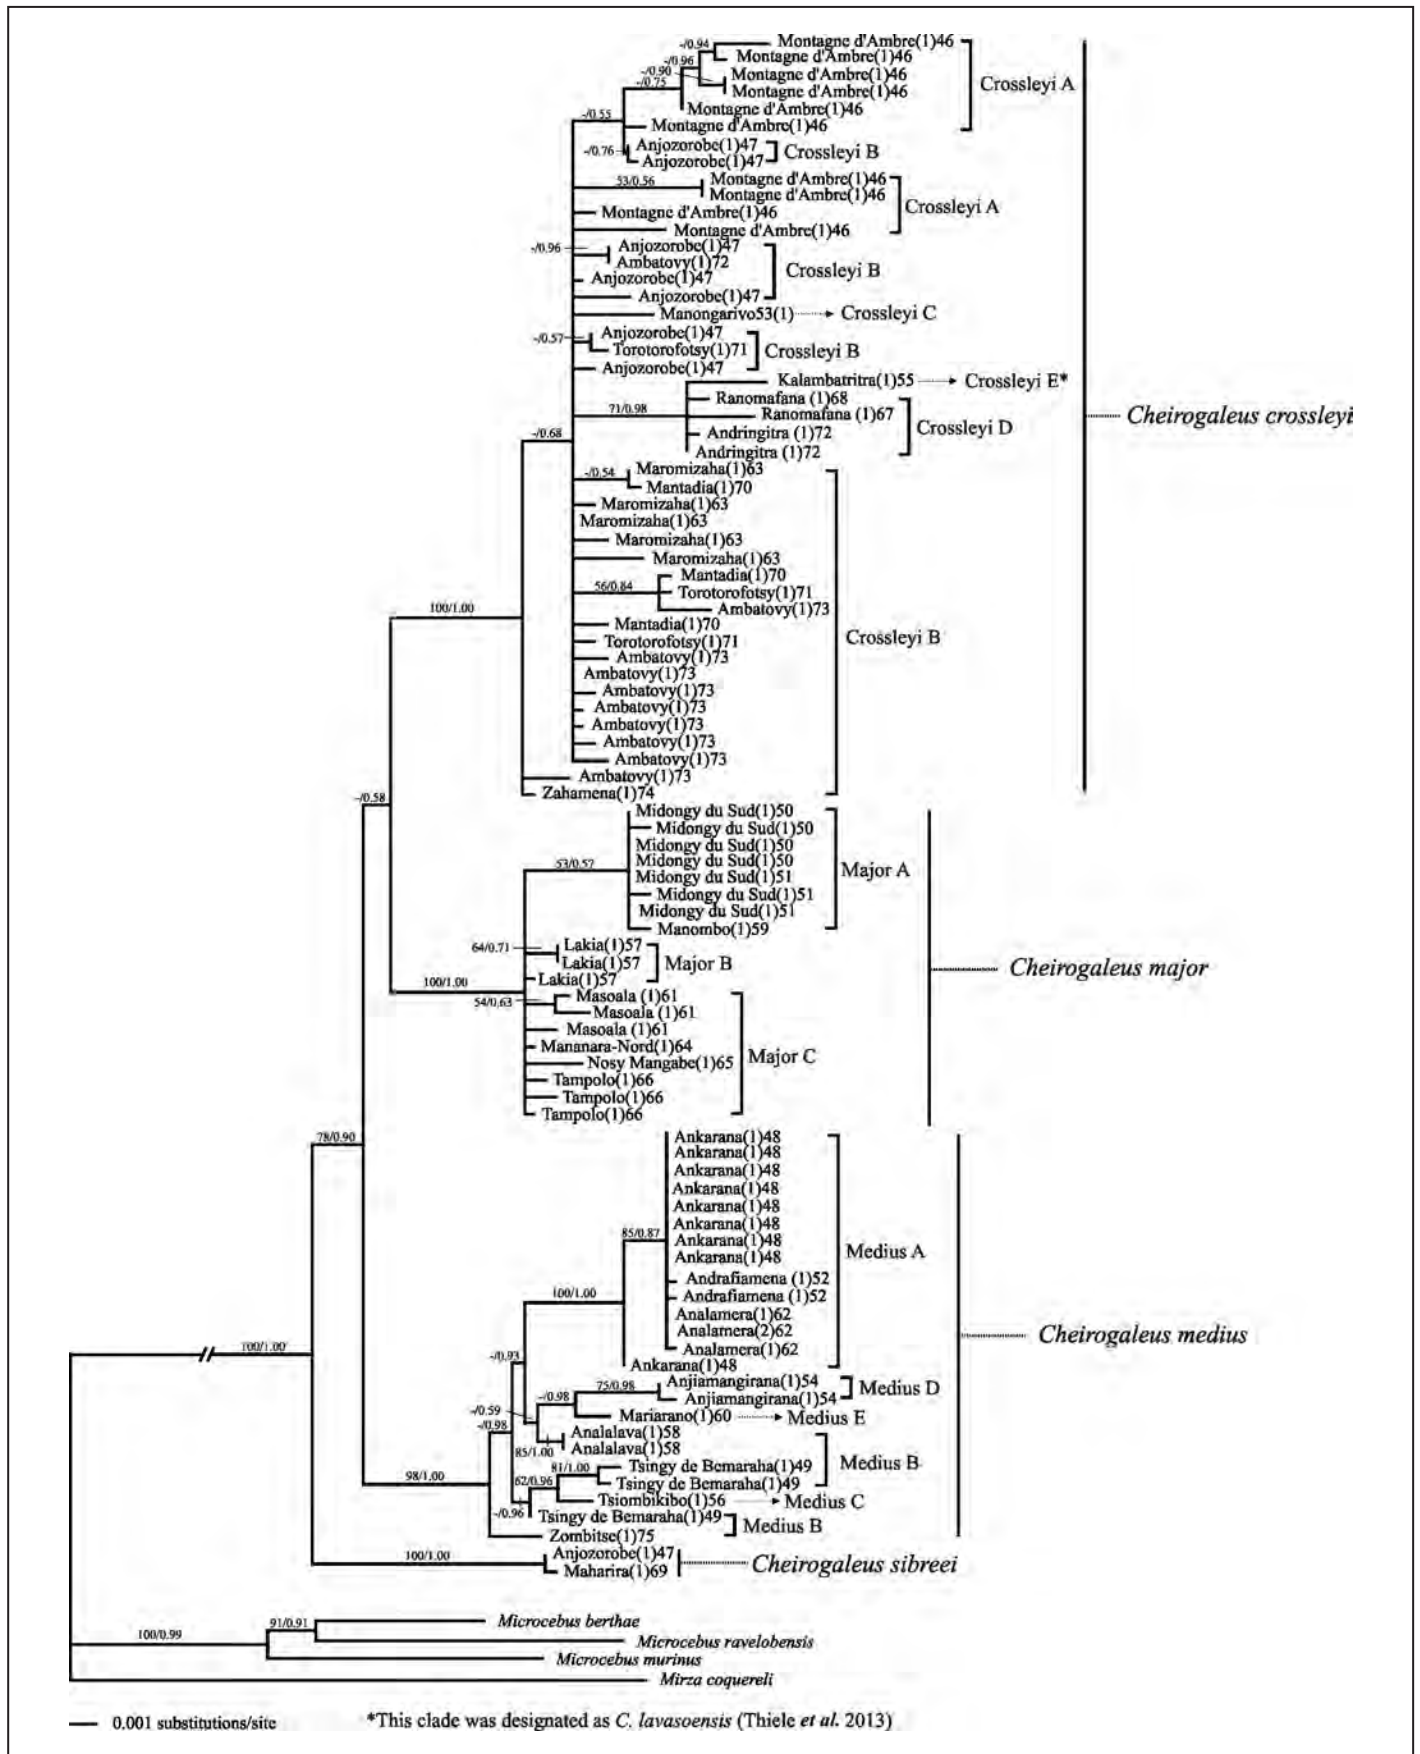 -/0.94
Montagne d'Ambre(1)46
-/0.96
Montagne d'Ambre(1)46
-/0.90
Montagne d'Ambre(1)46
-/0.75
Montagne d'Ambre(1)46
Crossleyi A
Montagne d'Ambre(1)46
-/0.55
Montagne d'Ambre(1)46
-/0.76
Anjozorobe(1)47
Anjozorobe(1)47
Crossleyi B
53/0.56
Montagne d'Ambre(1)46
Montagne d'Ambre(1)46
Montagne d'Ambre(1)46
Crossleyi A
Montagne d'Ambre(1)46
-/0.96
Anjozorobe(1)47
Ambatovy(1)72
Anjozorobe(1)47
Crossleyi B
Anjozorobe(1)47
Manongarivo53(1)
Crossleyi C
-/0.57
Anjozorobe(1)47
Torotorofotsy(1)71
Crossleyi B
Anjozorobe(1)47
Kalambatritra(1)55
Crossleyi E*
71/0.98
Ranomafana (1)68
Ranomafana (1)67
Crossleyi D
Andringitra (1)72
Andringitra (1)72
Cheirogaleus crossleyi
-/0.68
-/0.54
Maromizaha(1)63
Mantadia(1)70
Maromizaha(1)63
Maromizaha(1)63
Maromizaha(1)63
Maromizaha(1)63
56/0.84
Mantadia(1)70
Torotorofotsy(1)71
Ambatovy(1)73
100/1.00
Mantadia(1)70
Crossleyi B
Torotorofotsy(1)71
Ambatovy(1)73
Ambatovy(1)73
Ambatovy(1)73
Ambatovy(1)73
Ambatovy(1)73
Ambatovy(1)73
Ambatovy(1)73
Ambatovy(1)73
Zahamena(1)74
-/0.58
Midongy du Sud(1)50
Midongy du Sud(1)50
Midongy du Sud(1)50
53/0.57
Midongy du Sud(1)50
Midongy du Sud(1)51
Major A
Midongy du Sud(1)51
Midongy du Sud(1)51
Manombo(1)59
64/0.71
Lakia(1)57
Lakia(1)57
Major B
Lakia(1)57
Cheirogaleus major
100/1.00
54/0.63
Masoala (1)61
Masoala (1)61
Masoala (1)61
Mananara-Nord(1)64
Major C
Nosy Mangabe(1)65
Tampolo(1)66
Tampolo(1)66
Tampolo(1)66
78/0.90
Ankarana(1)48
Ankarana(1)48
Ankarana(1)48
Ankarana(1)48
Ankarana(1)48
Ankarana(1)48
85/0.87
Ankarana(1)48
Ankarana(1)48
Medius A
Andrafiamena (1)52
100/1.00
Andrafiamena (1)52
Analamera(1)62
Analamera(2)62
Analamera(1)62
Cheirogaleus medius
100/1.00
-/0.93
Ankarana(1)48
75/0.98
Anjiamangirana(1)54
Anjiamangirana(1)54
Medius D
-/0.98
-/0.59
Mariarano(1)60
Medius E
-/0.98
Analalava(1)58
Analalava(1)58
85/1.00
Medius B
81/1.00
Tsingy de Bemaraha(1)49
Tsingy de Bemaraha(1)49
98/1.00
62/0.96
Tsiombikibo(1)56
Medius C
-/0.96
Tsingy de Bemaraha(1)49
Medius B
Zombitse(1)75
100/1.00
Anjozorobe(1)47
Maharira(1)69
Cheirogaleus sibreei
91/0.91
Microcebus berthae
100/0.99
Microcebus ravelobensis
Microcebus murinus
Mirza coquereli
0.001 substitutions/site
*This clade was designated as C. lavasoensis (Thiele et al. 2013)